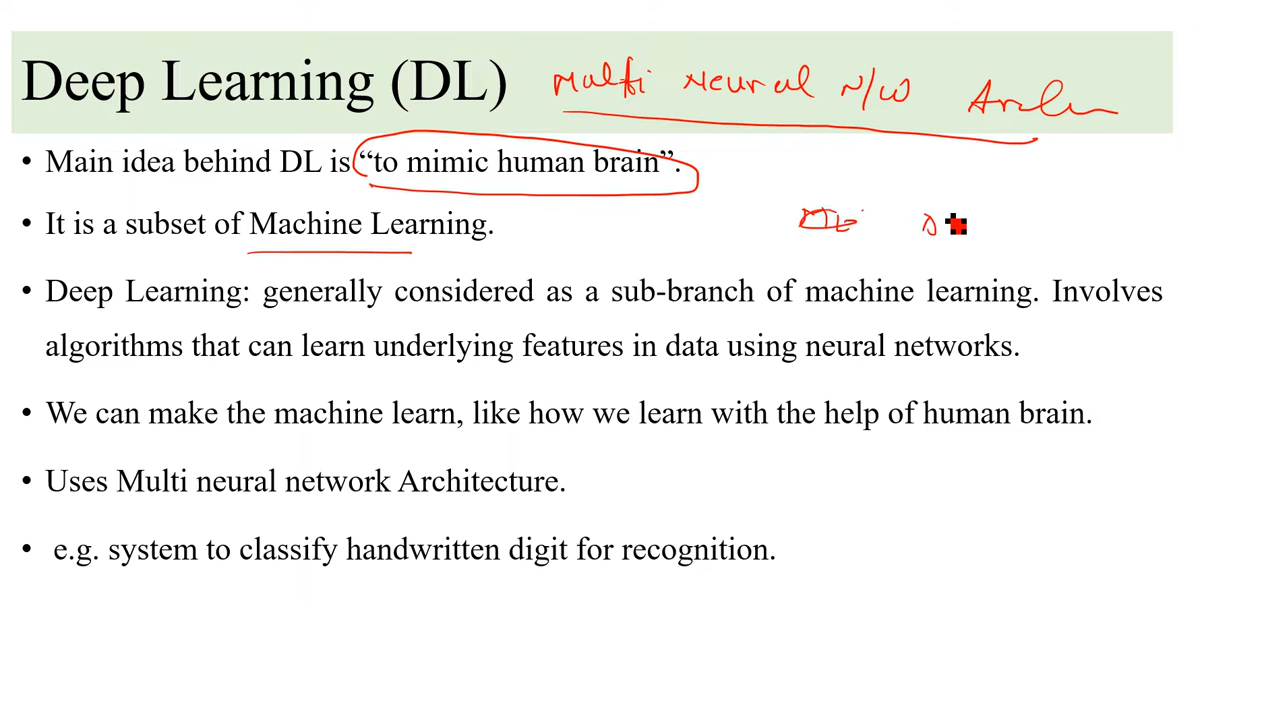 Deep Learning (DL) Multi Neural N/W
• Main idea behind DL is “to mimic human brain”.
• It is a subset of Machine Learning.
• Deep Learning: generally considered as a sub-branch of machine learning. Involves
algorithms that can learn underlying features in data using neural networks.
• We can make the machine learn, like how we learn with the help of human brain.
• Uses Multi neural network Architecture.
• e.g. system to classify handwritten digit for recognition.